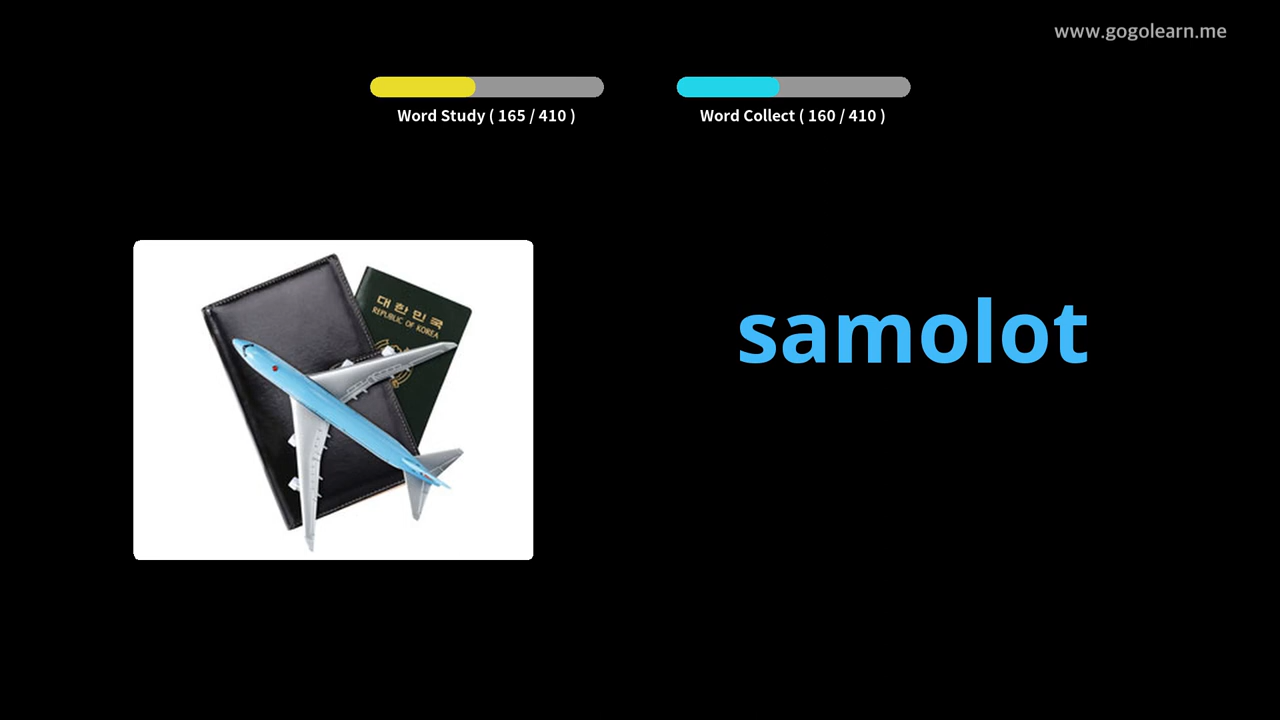 www.gogolearn.me
Word Study ( 165 / 410 )
Word Collect ( 160 / 410 )
대한민국
REPUBLIC OF KOREA
samolot